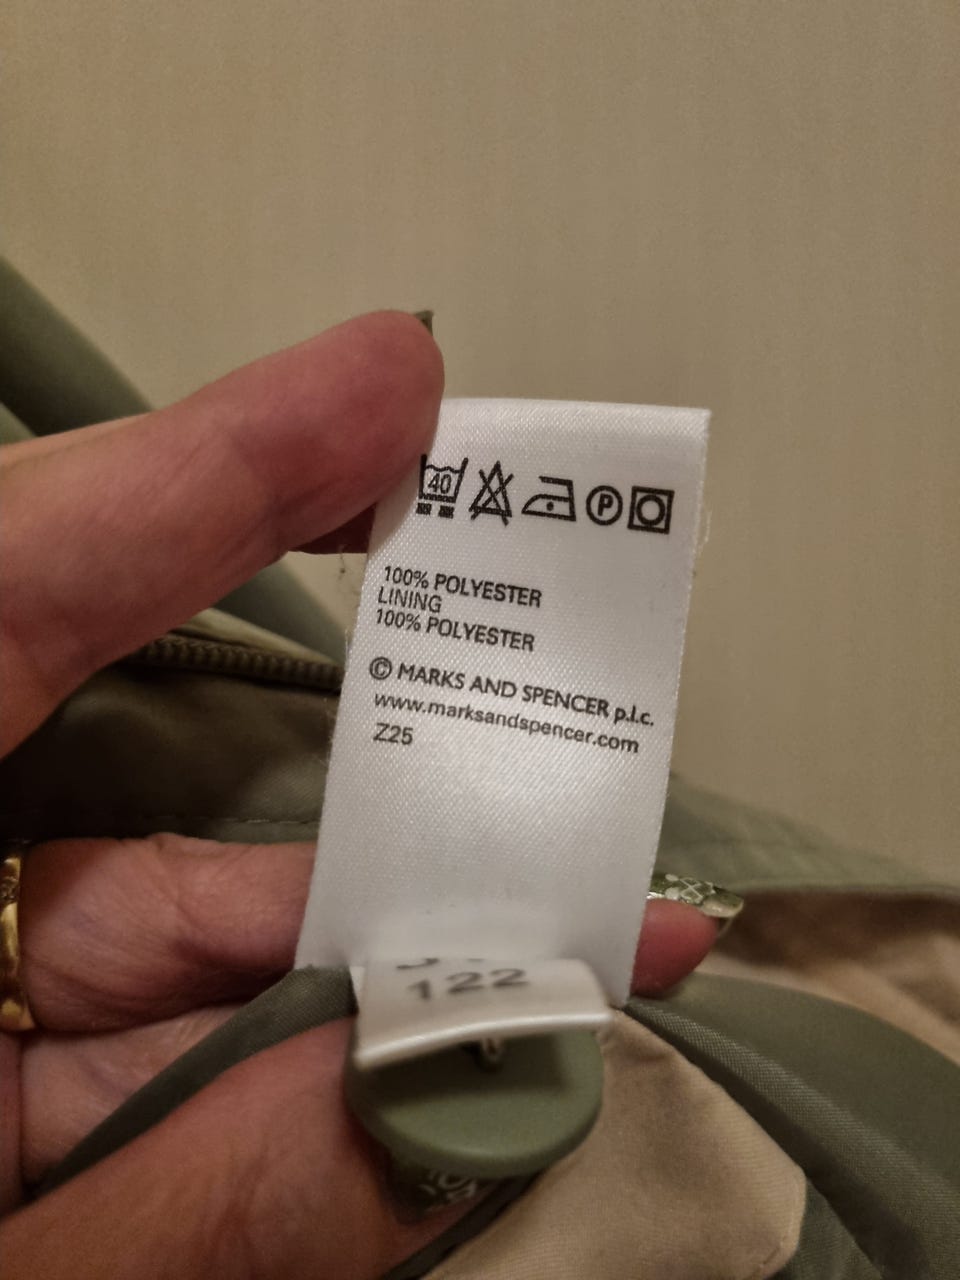 40
P
100% POLYESTER
LINING
100% POLYESTER
© MARKS AND SPENCER p.l.c.
www.marksandspencer.com
Z25
122